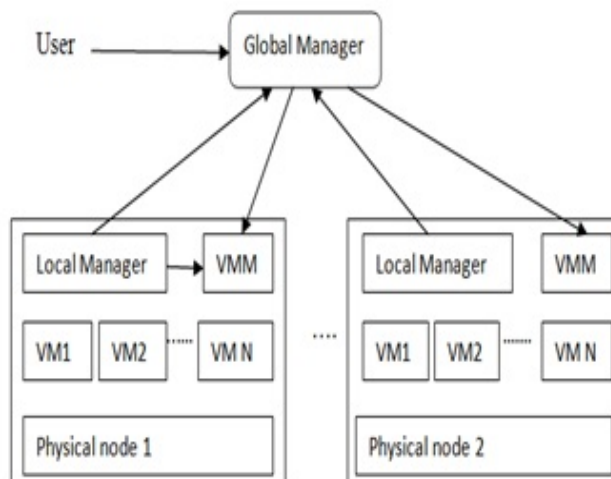 User
Global Manager
Local Manager
VMM
VM1
VM2
......
VM N
Physical node 1
....
Local Manager
VMM
VM1
VM2
......
VM N
Physical node 2